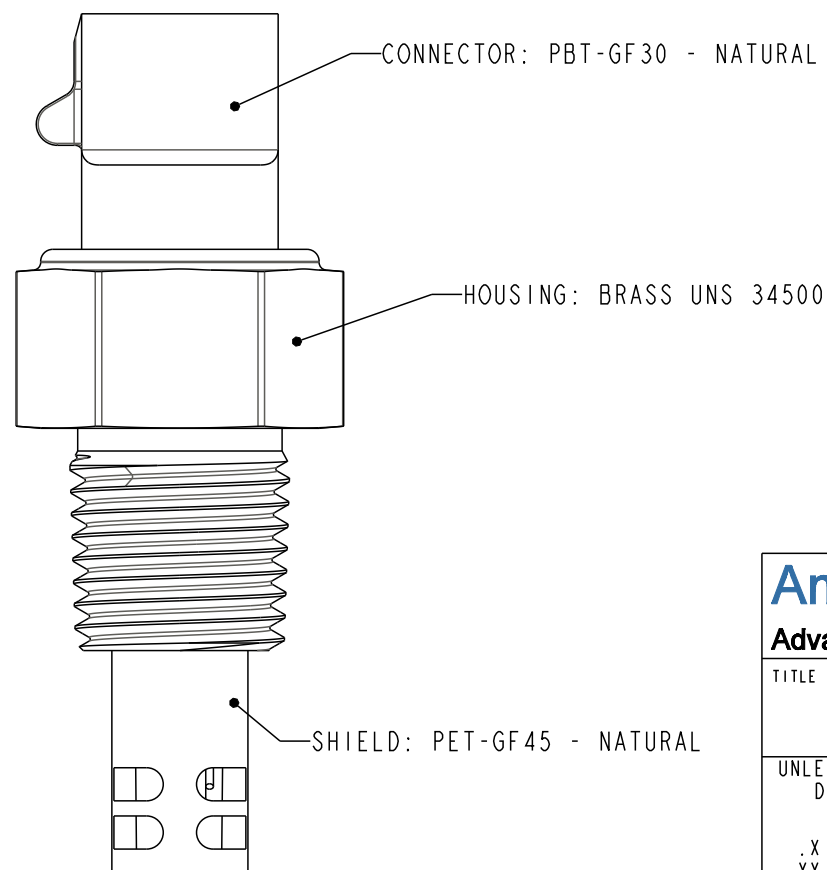 CONNECTOR: PBT-GF30 - NATURAL
HOUSING: BRASS UNS 34500
SHIELD: PET-GF45 - NATURAL
TITLE
.X